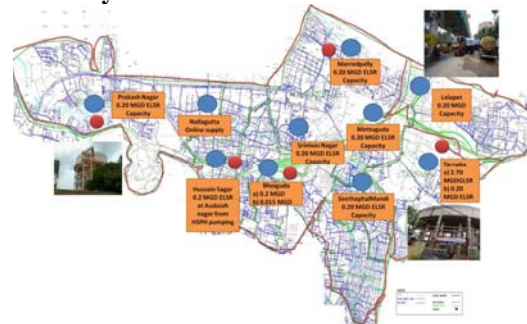 Marredpally
0.20 MGD ELSR
Capacity
Prakash Nagar
0.20 MGD ELSR
Capacity
Nallagutta
Online supply
Lalapet
0.20 MGD
Capacity
Srinivas Nagar
0.20 MGD ELSR
Capacity
Mettuguda
0.20 MGD ELSR
Capacity
Hussain Sagar
0.2 MGD ELSR
at Audaiah
nagar from
HSPH pumping
Bhoiguda
a) 0.2 MGD
b) 0.015 MGD
SeethaphalMandi
0.20 MGD ELSR
Capacity
a) 2.70
MGDGLSR
b) 0.20
MGD ELSR